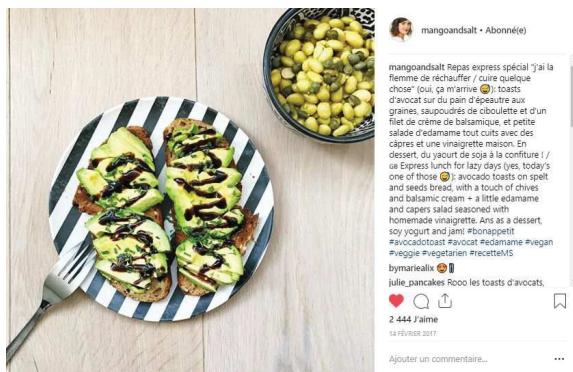 mangoandsalt • Abonné(e)
mangoandsalt Repas express spécial "j'ai la
flemme de réchauffer / cuire quelque
chose" (oui, ça m'arrive 😅): toasts
d'avocat sur du pain d'épeautre aux
graines, saupoudrés de ciboulette et d'un
filet de crème de balsamique, et petite
salade d'edamame tout cuits avec des
câpres et une vinaigrette maison. En
dessert, du yaourt de soja à la confiture ! /
GB Express lunch for lazy days (yes, today's
one of those 😅): avocado toasts on spelt
and seeds bread, with a touch of chives
and balsamic cream + a little edamame
and capers salad seasoned with
homemade vinaigrette. Ans as a dessert,
soy yogurt and jam! #bonappetit
#avocadotoast #avocat #edamame #vegan
#veggie #vegetarien #recetteMS
bymariealix 😍
julie_pancakes Rooo les toasts d'avocats,
2 444 J'aime
14 FÉVRIER 2017
Ajouter un commentaire...